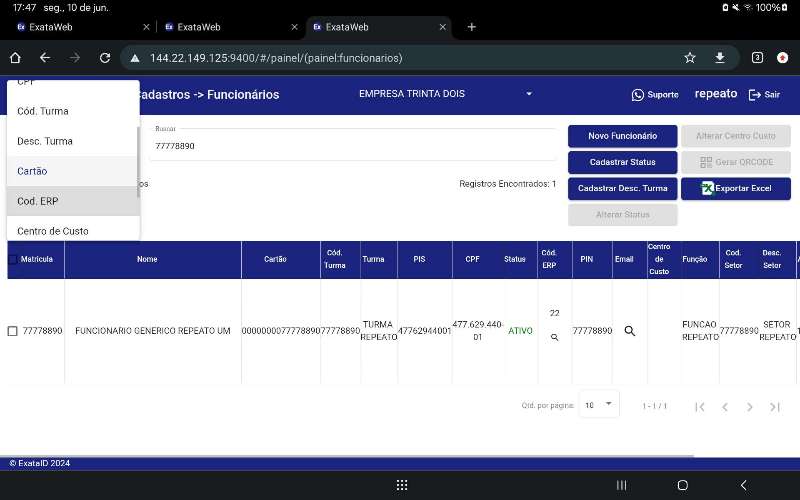 17:47 seg., 10 de jun.
100%
ExataWeb
ExataWeb
ExataWeb
144.22.149.125:9400/#/painel/(painel:funcionarios)
3
CPF
Cód. Turma
Desc. Turma
Cartão
Cod. ERP
Centro de Custo
Cadastros -> Funcionários
EMPRESA TRINTA DOIS
Suporte
repeato
Sair
Buscar
77778890
os
Registros Encontrados: 1
Novo Funcionário
Alterar Centro Custo
Cadastrar Status
Gerar QRCODE
Cadastrar Desc. Turma
Exportar Excel
Alterar Status
Matrícula
Nome
Cartão
Cód. Turma
Turma
PIS
CPF
Status
Cód. ERP
PIN
Email
Centro de Custo
Função
Cod. Setor
Desc. Setor
77778890
FUNCIONARIO GENERICO REPEATO UM
00000000077778890
77778890
TURMA REPEATO
47762944001
477.629.440-01
ATIVO
22
77778890
FUNCAO REPEATO
77778890
SETOR REPEATO
Qtd. por página:
10
1 - 1 / 1
© ExataID 2024